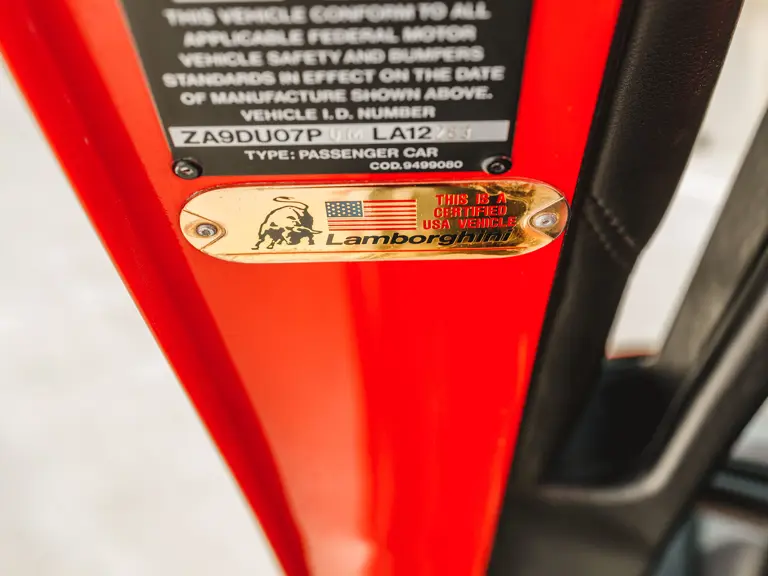 THIS VEHICLE CONFORM TO ALL
APPLICABLE FEDERAL MOTOR
VEHICLE SAFETY AND BUMPERS
STANDARDS IN EFFECT ON THE DATE
OF MANUFACTURE SHOWN ABOVE.
VEHICLE I.D. NUMBER
ZA9DU07P LA12
TYPE: PASSENGER CAR
COD.9499080
THIS IS A
CERTIFIED
USA VEHICLE
Lamborghini